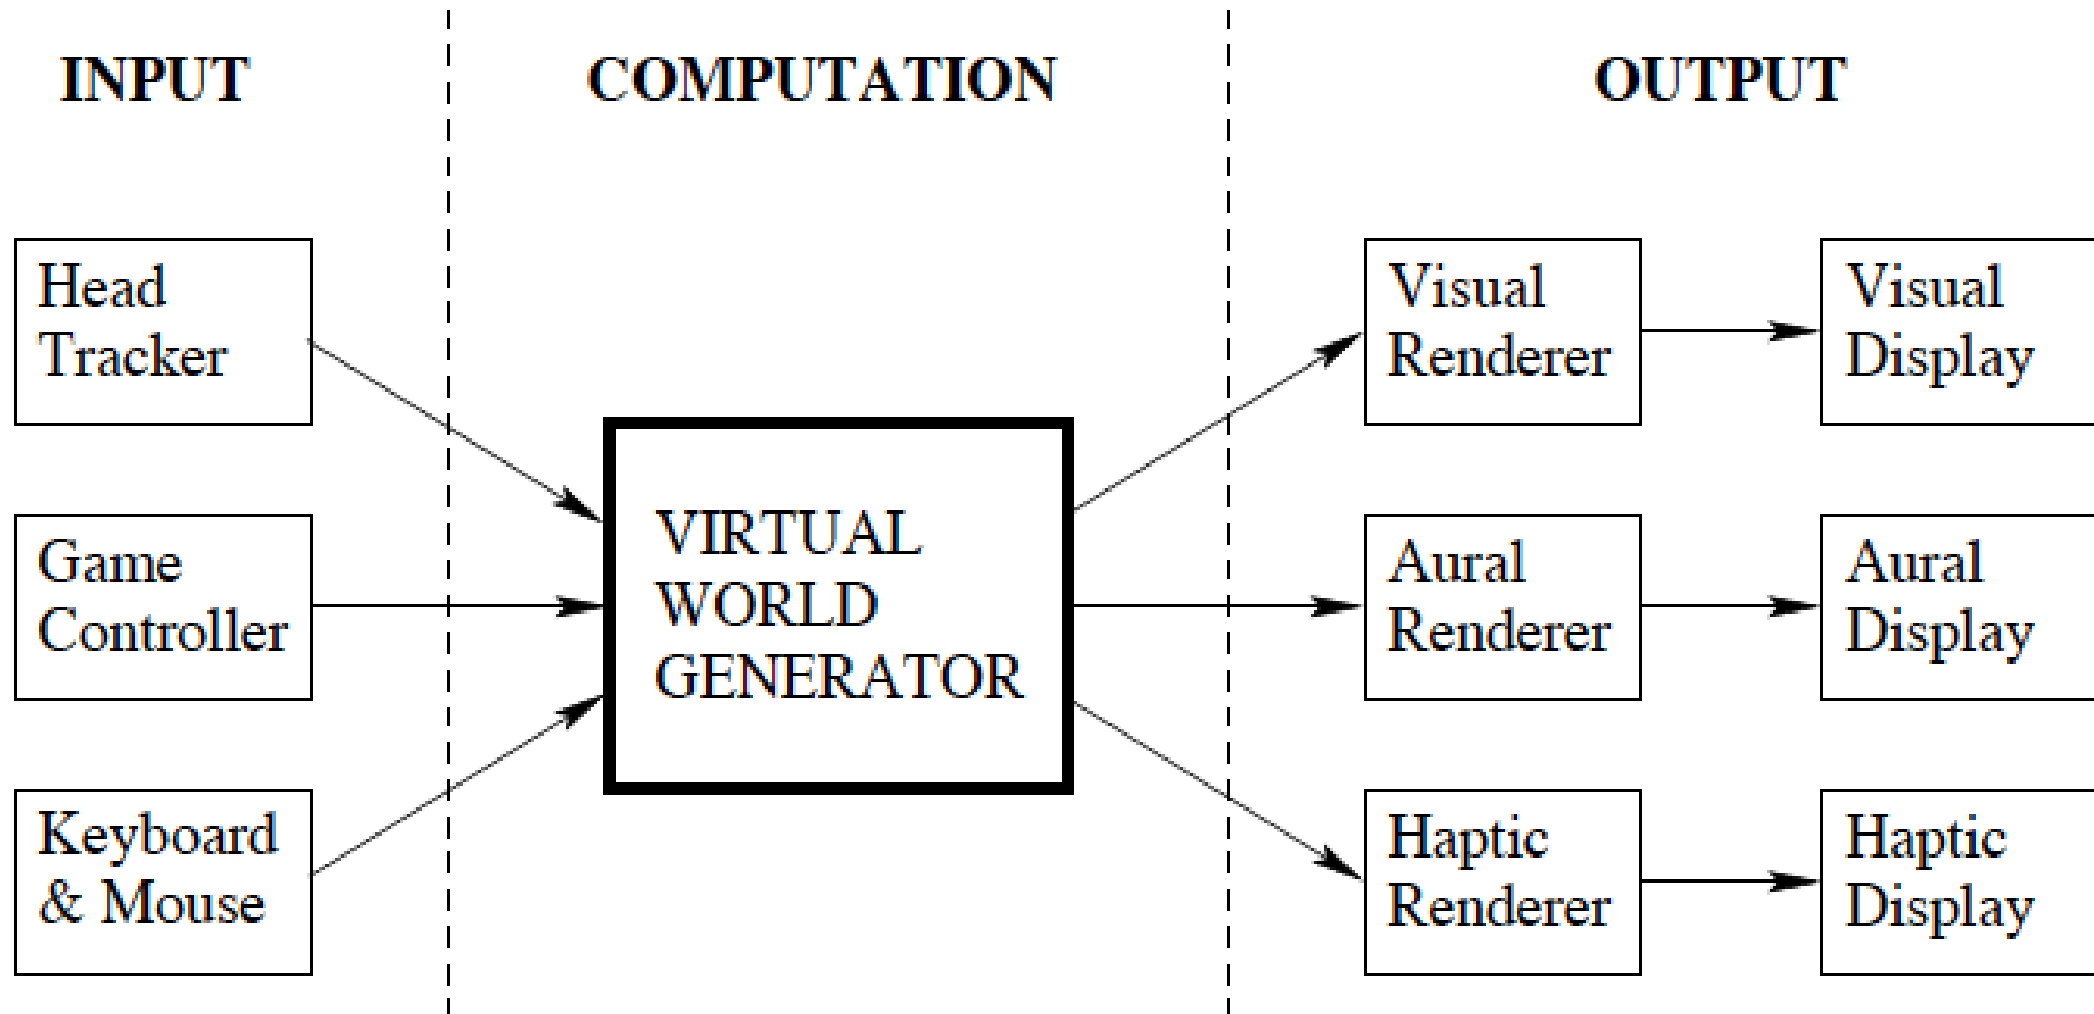 INPUT
COMPUTATION
OUTPUT
Head
Tracker
Game
Controller
Keyboard
& Mouse
VIRTUAL
WORLD
GENERATOR
Visual
Renderer
Visual
Display
Aural
Renderer
Aural
Display
Haptic
Renderer
Haptic
Display